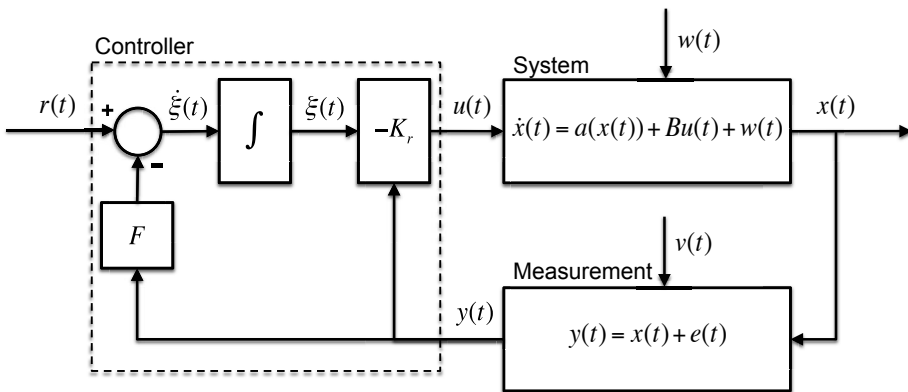 Controller
w(t)
System
r(t)
+
ξ̇(t)
∫
ξ(t)
−K_r
u(t)
ẋ(t) = a(x(t)) + Bu(t) + w(t)
x(t)
−
F
v(t)
Measurement
y(t)
y(t) = x(t) + e(t)